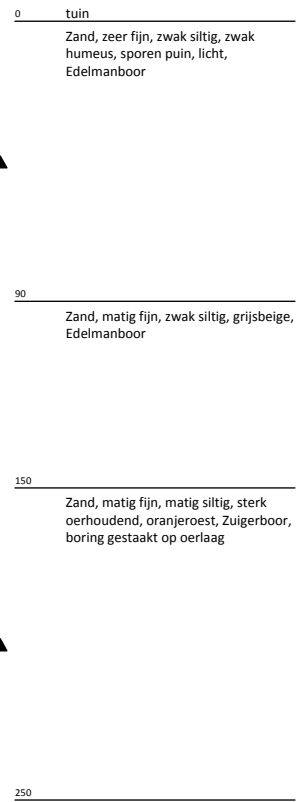 0 tuin
Zand, zeer fijn, zwak siltig, zwak
humeus, sporen puin, licht,
Edelmanboor
90
Zand, matig fijn, zwak siltig, grijsbeige,
Edelmanboor
150
Zand, matig fijn, matig siltig, sterk
oerhoudend, oranjeroest, Zuigerboor,
boring gestaakt op oerlaag
250